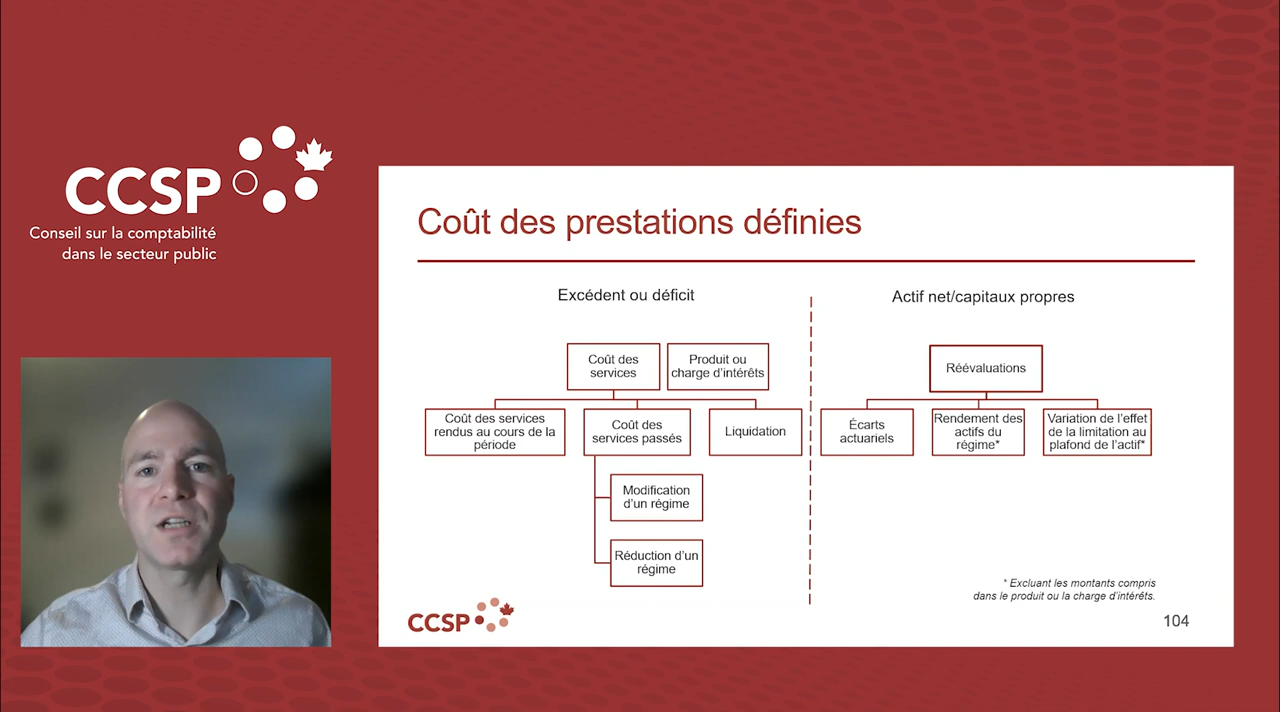 CCSP
Conseil sur la comptabilité
dans le secteur public
Coût des prestations définies
Excédent ou déficit
Actif net/capitaux propres
Coût des
services
Produit ou
charge d'intérêts
Réévaluations
Coût des services
rendus au cours de la
période
Coût des
services passés
Liquidation
Écarts
actuariels
Rendement des
actifs du
régime*
Variation de l'effet
de la limitation au
plafond de l'actif*
Modification
d'un régime
Réduction d'un
régime
* Excluant les montants compris
dans le produit ou la charge d'intérêts.
CCSP
104